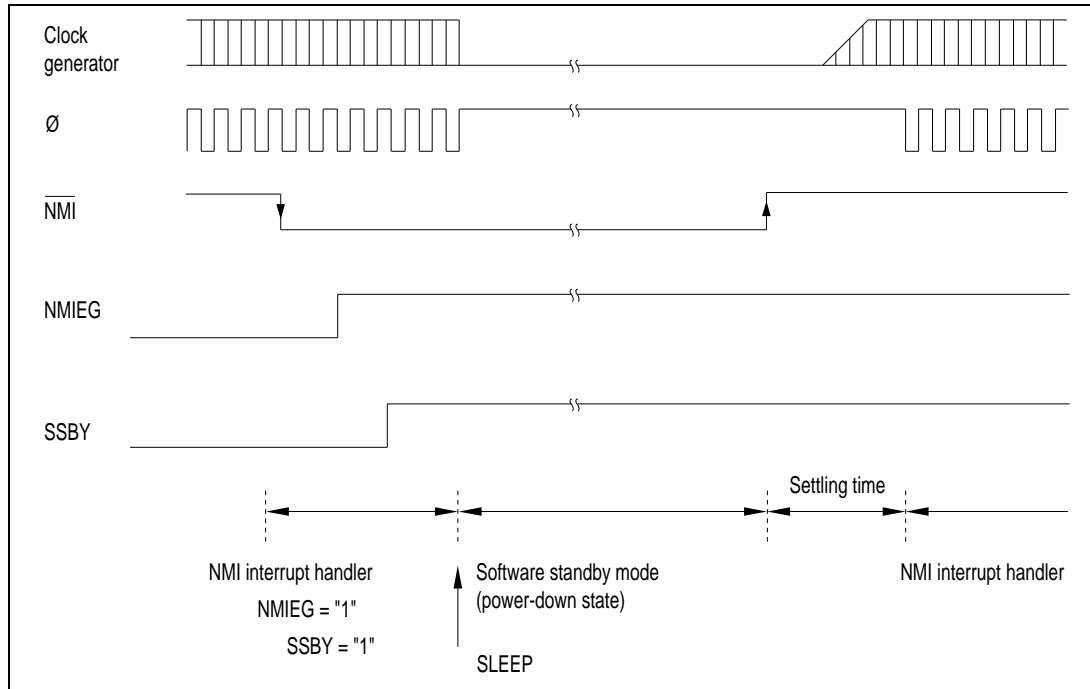 Clock
generator
Ø
NMI
NMIEG
SSBY
Settling time
NMI interrupt handler
NMIEG = "1"
SSBY = "1"
Software standby mode
(power-down state)
SLEEP
NMI interrupt handler